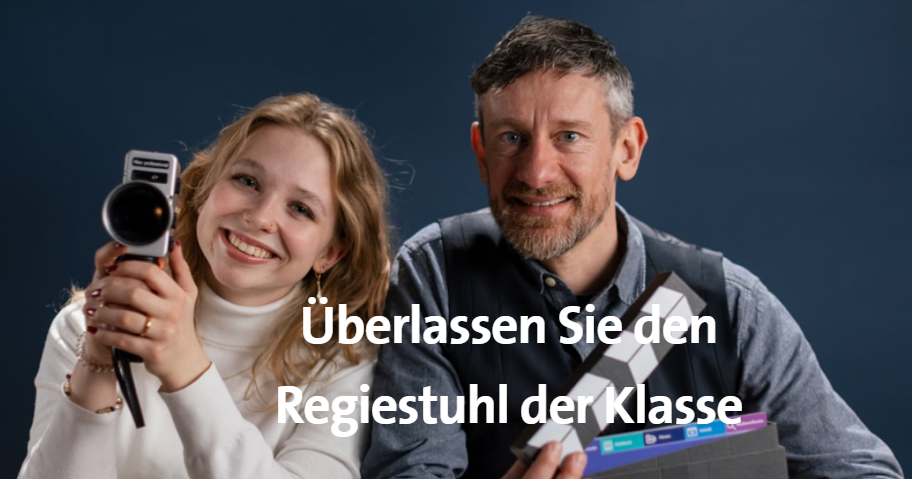 Überlassen Sie den
Regiestuhl der Klasse